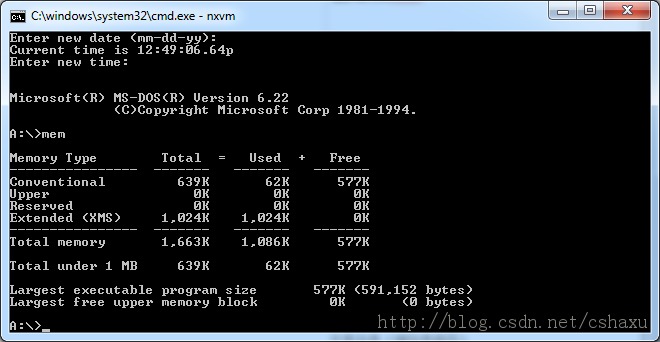 C:\windows\system32\cmd.exe - nxvm
Enter new date (mm-dd-yy):
Current time is 12:49:06.64p
Enter new time:
Microsoft(R) MS-DOS(R) Version 6.22
(C)Copyright Microsoft Corp 1981-1994.
A:\>mem
Memory Type Total = Used + Free
---------------- ------- ------- -------
Conventional 639K 62K 577K
Upper 0K 0K 0K
Reserved 0K 0K 0K
Extended (XMS) 1,024K 1,024K 0K
---------------- ------- ------- -------
Total memory 1,663K 1,086K 577K
Total under 1 MB 639K 62K 577K
Largest executable program size 577K (591,152 bytes)
Largest free upper memory block 0K (0 bytes)
A:\>_
http://blog.csdn.net/cshaxu